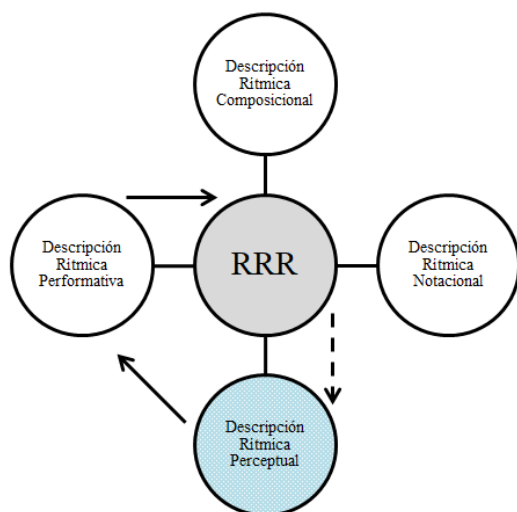 Descripción
Rítmica
Composicional
Descripción
Rítmica
Performativa
RRR
Descripción
Rítmica
Notacional
Descripción
Rítmica
Perceptual